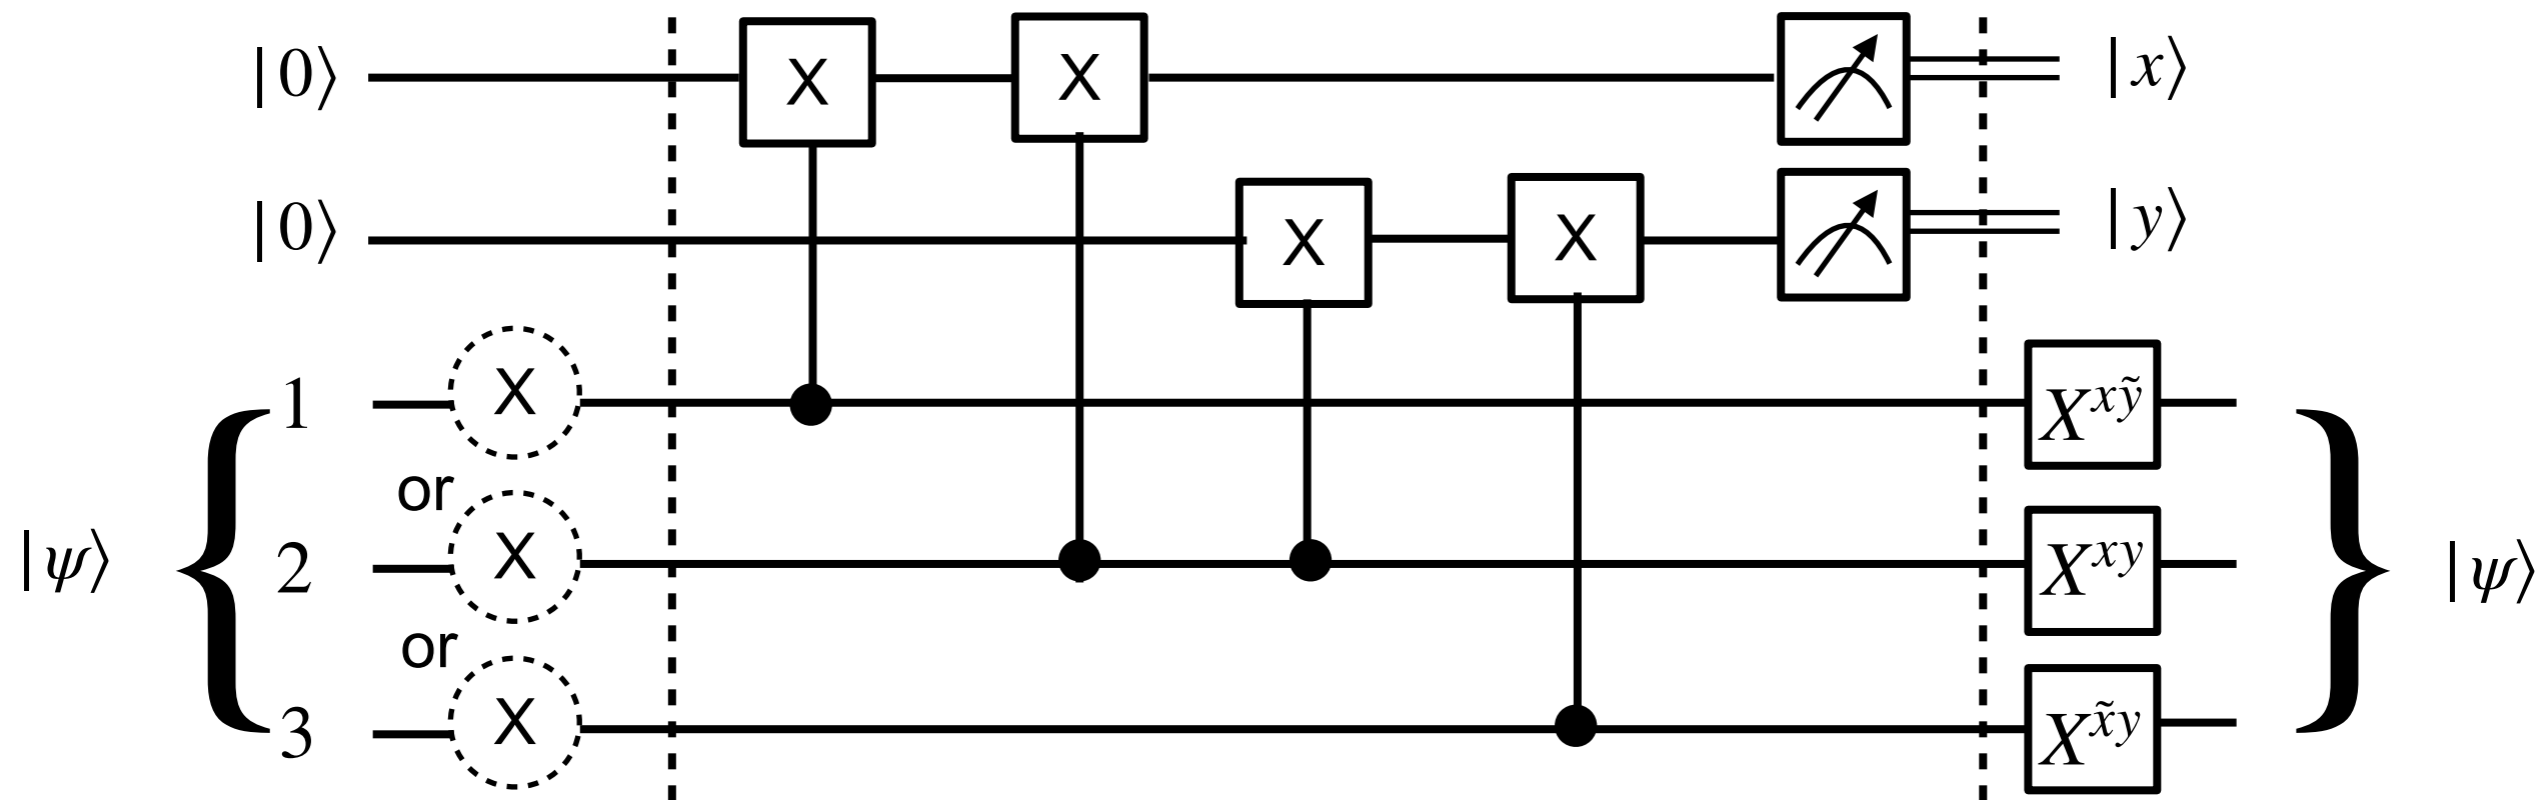 |0⟩ X X |x⟩
|0⟩ X X |y⟩
1 X X^{xỹ}
or
|ψ⟩ 2 X X^{xy} |ψ⟩
or
3 X X^{x̃y}